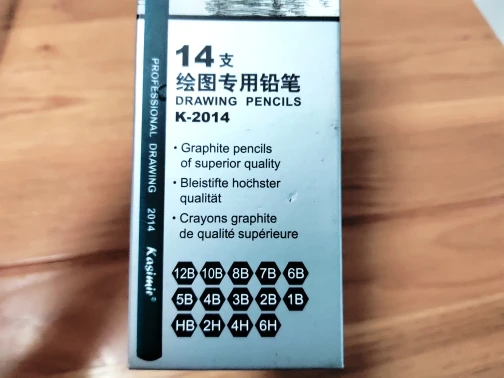 14支
绘图专用铅笔
DRAWING PENCILS
K-2014
• Graphite pencils
of superior quality
• Bleistifte höchster
qualität
• Crayons graphite
de qualité supérieure
12B 10B 8B 7B 6B
5B 4B 3B 2B 1B
HB 2H 4H 6H
PROFESSIONAL DRAWING 2014 Kasimir®